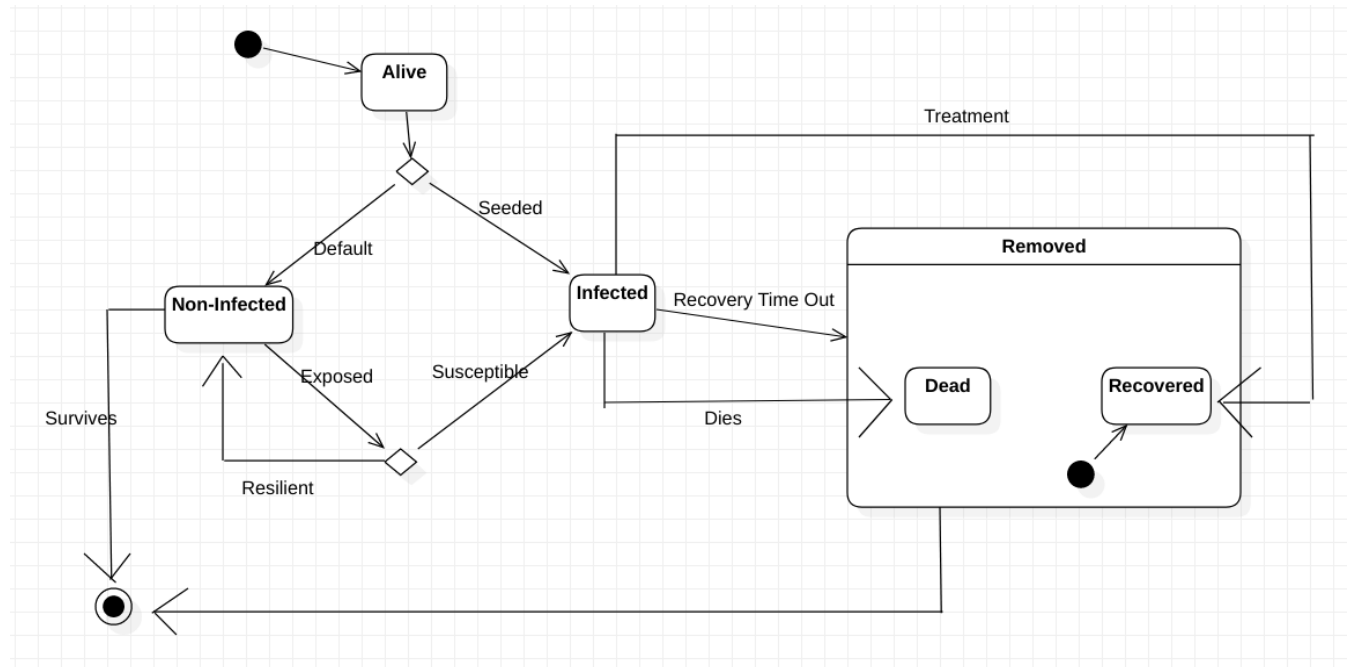 Alive
Treatment
Seeded
Default
Removed
Non-Infected
Infected
Recovery Time Out
Exposed
Susceptible
Dead
Recovered
Survives
Dies
Resilient